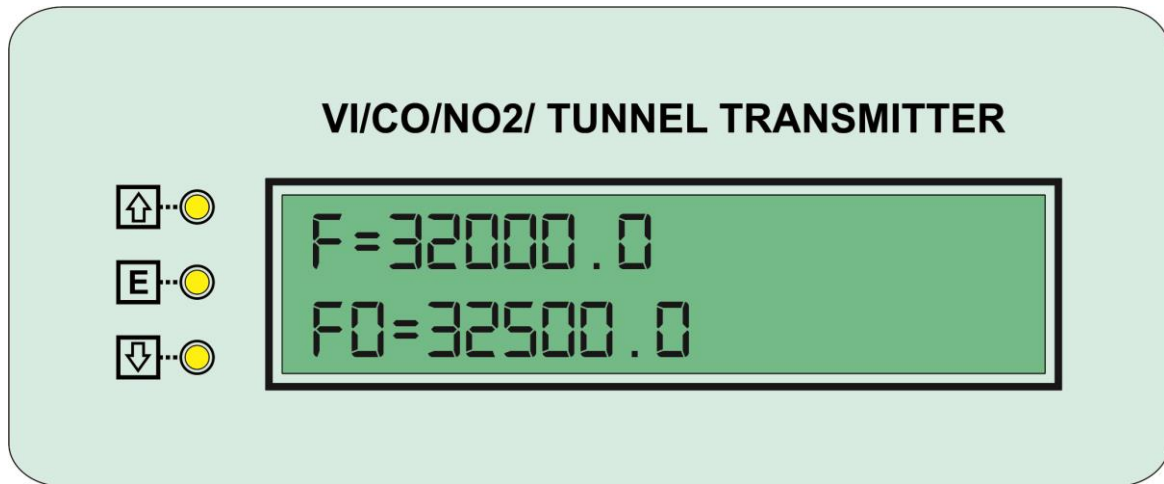 VI/CO/NO2/ TUNNEL TRANSMITTER
F=32000.0
E
F0=32500.0